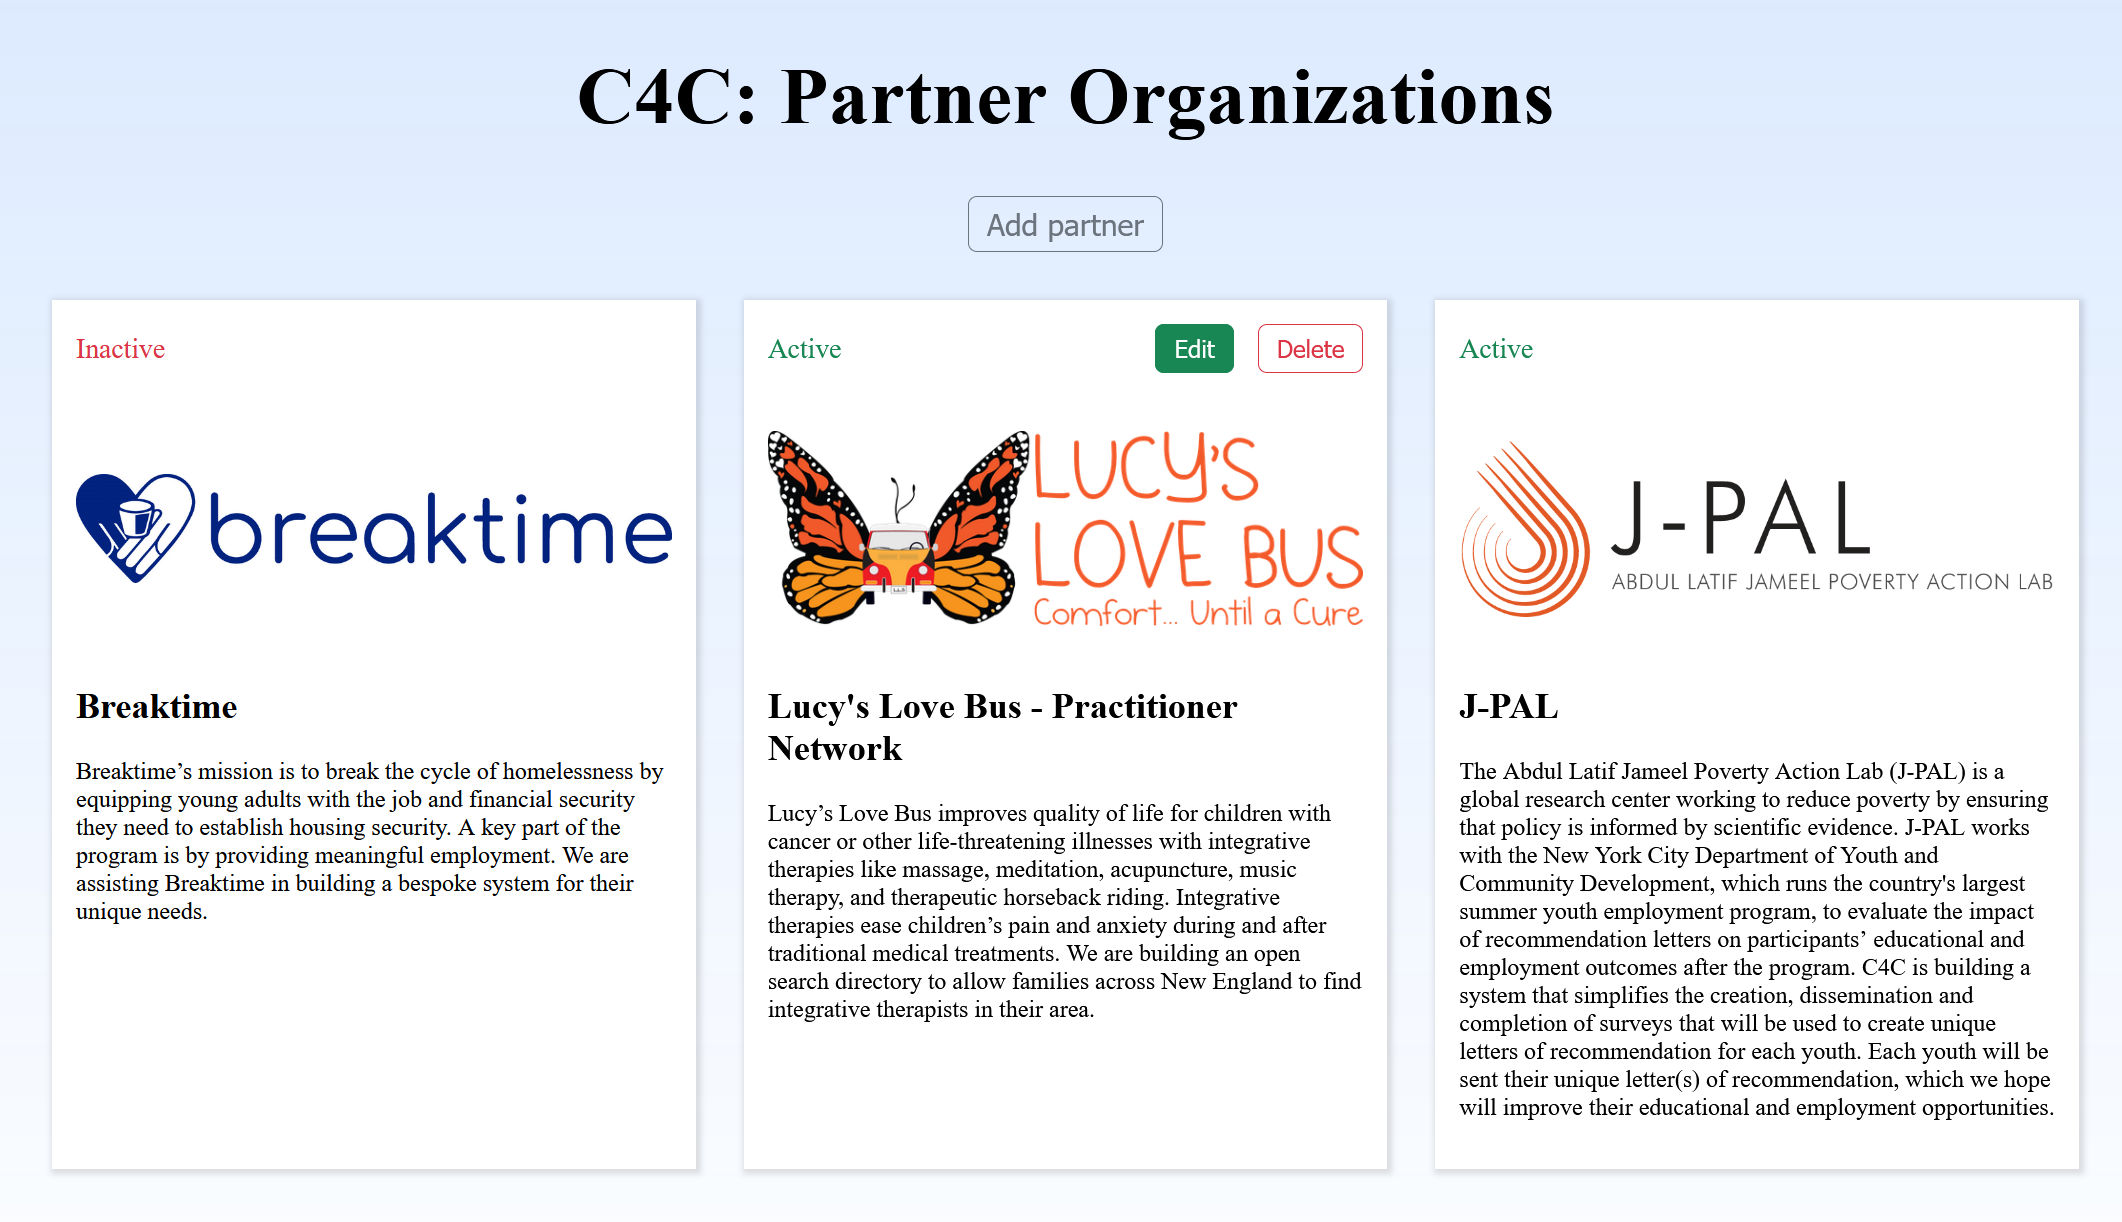 C4C: Partner Organizations
Add partner
Inactive
breaktime
Breaktime
Breaktime’s mission is to break the cycle of homelessness by
equipping young adults with the job and financial security
they need to establish housing security. A key part of the
program is by providing meaningful employment. We are
assisting Breaktime in building a bespoke system for their
unique needs.
Active
Edit
Delete
LUCY'S
LOVE BUS
Comfort... Until a Cure
Lucy's Love Bus - Practitioner
Network
Lucy’s Love Bus improves quality of life for children with
cancer or other life-threatening illnesses with integrative
therapies like massage, meditation, acupuncture, music
therapy, and therapeutic horseback riding. Integrative
therapies ease children’s pain and anxiety during and after
traditional medical treatments. We are building an open
search directory to allow families across New England to find
integrative therapists in their area.
Active
J-PAL
ABDUL LATIF JAMEEL POVERTY ACTION LAB
J-PAL
The Abdul Latif Jameel Poverty Action Lab (J-PAL) is a
global research center working to reduce poverty by ensuring
that policy is informed by scientific evidence. J-PAL works
with the New York City Department of Youth and
Community Development, which runs the country's largest
summer youth employment program, to evaluate the impact
of recommendation letters on participants’ educational and
employment outcomes after the program. C4C is building a
system that simplifies the creation, dissemination and
completion of surveys that will be used to create unique
letters of recommendation for each youth. Each youth will be
sent their unique letter(s) of recommendation, which we hope
will improve their educational and employment opportunities.